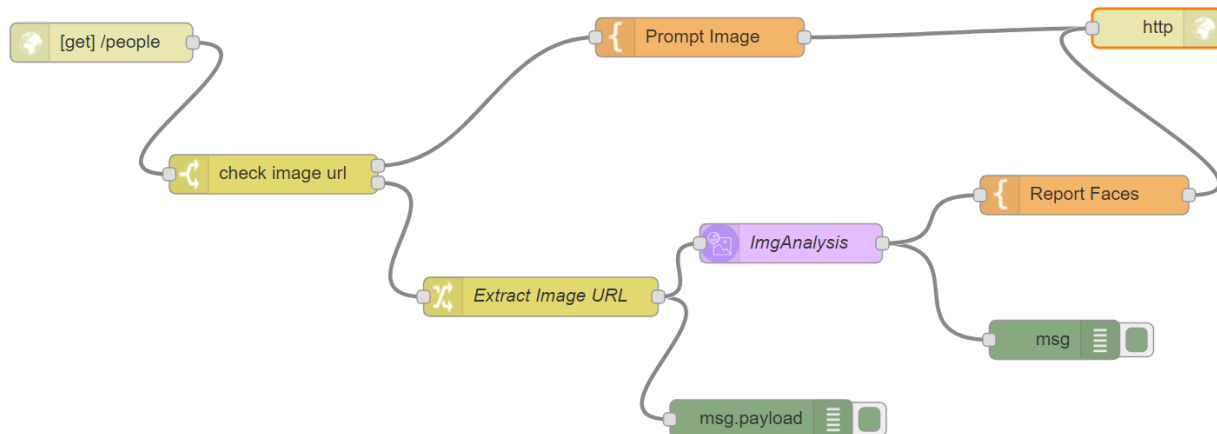 [get] /people
Prompt Image
http
check image url
Report Faces
ImgAnalysis
Extract Image URL
msg
msg.payload